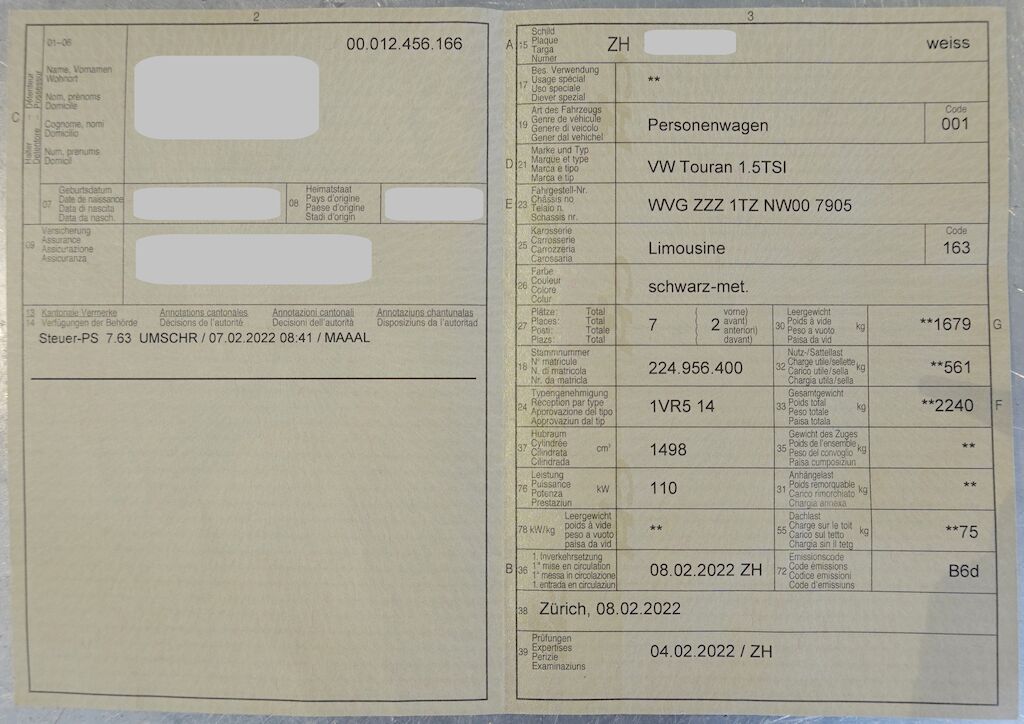 2
01–06
00.012.456.166
C
Halter Détenteur
Detentore Possessur
Name, Vornamen
Wohnort
Nom, prénoms
Domicile
Cognome, nomi
Domicilio
Num, prenums
Domicil
07
Geburtsdatum
Date de naissance
Data di nascita
Data da nasch.
08
Heimatstaat
Pays d'origine
Paese d'origine
Stadi d'origin
09
Versicherung
Assurance
Assicurazione
Assicuranza
13 Kantonale Vermerke Annotations cantonales Annotazioni cantonali Annotaziuns chantunalas
14 Verfügungen der Behörde Décisions de l'autorité Decisioni dell'autorità Disposiziuns da l'autoritad
Steuer-PS 7.63 UMSCHR / 07.02.2022 08:41 / MAAAL
3
A 15
Schild
Plaque
Targa
Numer
ZH
weiss
17
Bes. Verwendung
Usage spécial
Uso speciale
Diever spezial
**
19
Art des Fahrzeugs
Genre de véhicule
Genere di veicolo
Gener dal vehichel
Personenwagen
Code
001
D 21
Marke und Typ
Marque et type
Marca e tipo
Marca e tip
VW Touran 1.5TSI
E 23
Fahrgestell-Nr.
Châssis no
Telaio n.
Schassis nr.
WVG ZZZ 1TZ NW00 7905
25
Karosserie
Carrosserie
Carrozzeria
Carossaria
Limousine
Code
163
26
Farbe
Couleur
Colore
Colur
schwarz-met.
27
Plätze: Total
Places: Total
Posti: Totale
Plazs: Total
7
( vorne)
( 2 avant)
( anteriori)
( davant)
30
Leergewicht
Poids à vide
Peso a vuoto
Paisa da vid
kg
**1679
G
18
Stammnummer
N° matricule
N. di matricola
Nr. da matricla
224.956.400
32
Nutz-/Sattellast
Charge utile/sellette
Carico utile/sella
Chargia utila/sella
kg
**561
24
Typengenehmigung
Réception par type
Approvazione del tipo
Approvaziun dal tip
1VR5 14
33
Gesamtgewicht
Poids total
Peso totale
Paisa totala
kg
**2240
F
37
Hubraum
Cylindrée
Cilindrata
Cilindrada
cm³
1498
35
Gewicht des Zuges
Poids de l'ensemble
Peso del convoglio
Paisa cumposiziun
kg
**
76
Leistung
Puissance
Potenza
Prestaziun
kW
110
31
Anhängelast
Poids remorquable
Carico rimorchiato
Chargia annexa
kg
**
78 kW/kg
Leergewicht
poids à vide
peso a vuoto
paisa da vid
**
55
Dachlast
Charge sur le toit
Carico sul tetto
Chargia sin il tetg
kg
**75
B 36
1. Inverkehrsetzung
1re mise en circulation
1a messa in circolazione
1. entrada en circulaziun
08.02.2022 ZH
72
Emissionscode
Code émissions
Codice emissioni
Code d'emissiuns
B6d
38
Zürich, 08.02.2022
39
Prüfungen
Expertises
Perizie
Examinaziuns
04.02.2022 / ZH